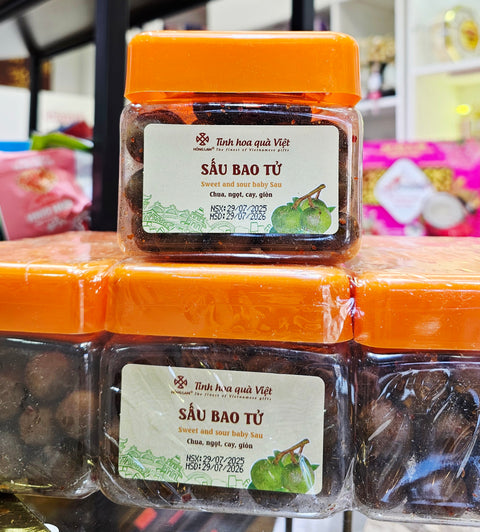 HỒNG LAM®
Tinh hoa quà Việt
The finest of Vietnamese gifts
SẤU BAO TỬ
Sweet and sour baby Sau
Chua, ngọt, cay, giòn
NSX:29/07/2025
HSD:29/07/2026
HỒNG LAM®
Tinh hoa quà Việt
The finest of Vietnamese gifts
SẤU BAO TỬ
Sweet and sour baby Sau
Chua, ngọt, cay, giòn
NSX:29/07/2025
HSD:29/07/2026